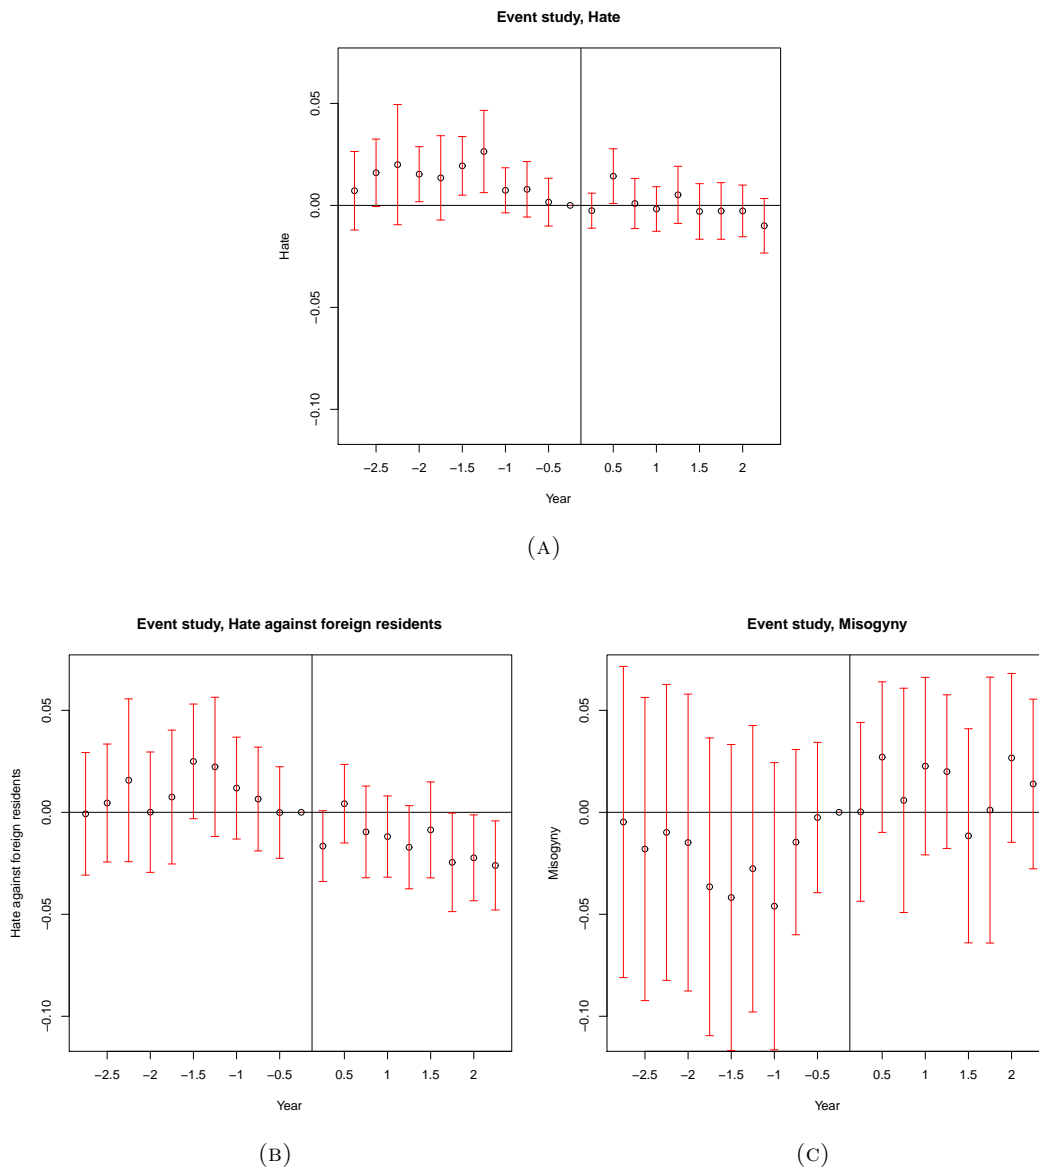 Event study, Hate
Hate
0.05
0.00
−0.05
−0.10
−2.5 −2 −1.5 −1 −0.5 0.5 1 1.5 2
Year
(A)
Event study, Hate against foreign residents
Hate against foreign residents
0.05
0.00
−0.05
−0.10
−2.5 −2 −1.5 −1 −0.5 0.5 1 1.5 2
Year
(B)
Event study, Misogyny
Misogyny
0.05
0.00
−0.05
−0.10
−2.5 −2 −1.5 −1 −0.5 0.5 1 1.5 2
Year
(C)